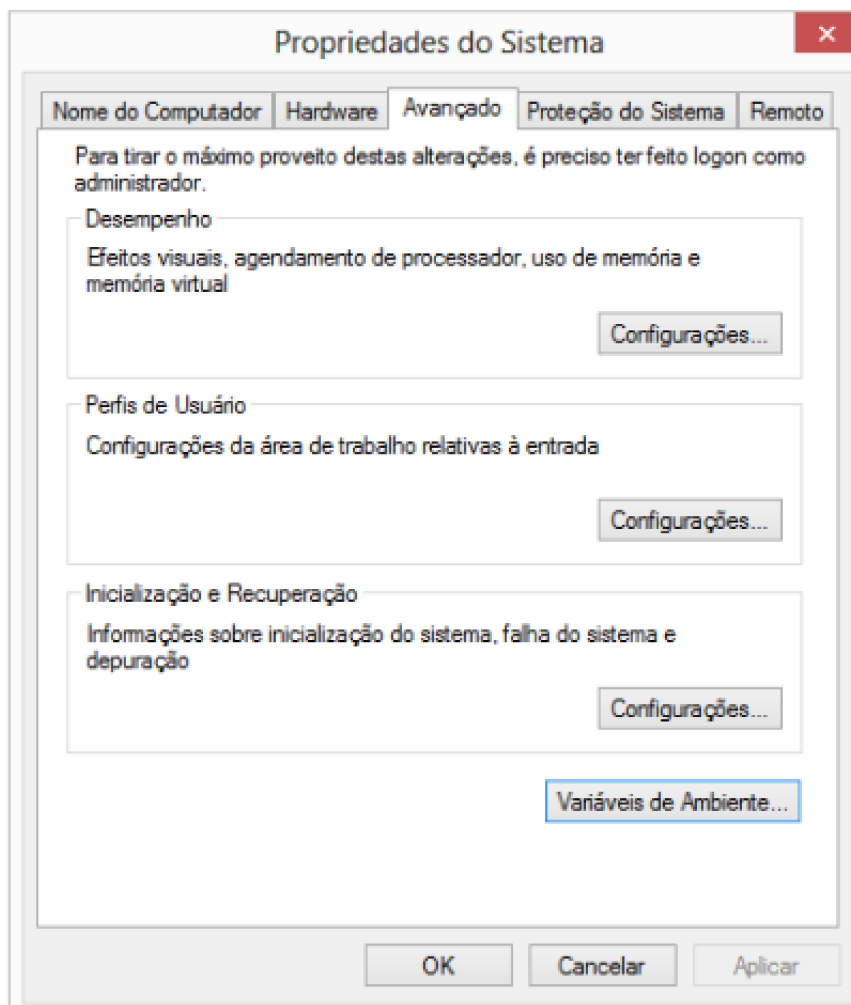 Propriedades do Sistema
Nome do Computador Hardware Avançado Proteção do Sistema Remoto
Para tirar o máximo proveito destas alterações, é preciso ter feito logon como
administrador.
Desempenho
Efeitos visuais, agendamento de processador, uso de memória e
memória virtual
Configurações...
Perfis de Usuário
Configurações da área de trabalho relativas à entrada
Configurações...
Inicialização e Recuperação
Informações sobre inicialização do sistema, falha do sistema e
depuração
Configurações...
Variáveis de Ambiente...
OK Cancelar Aplicar